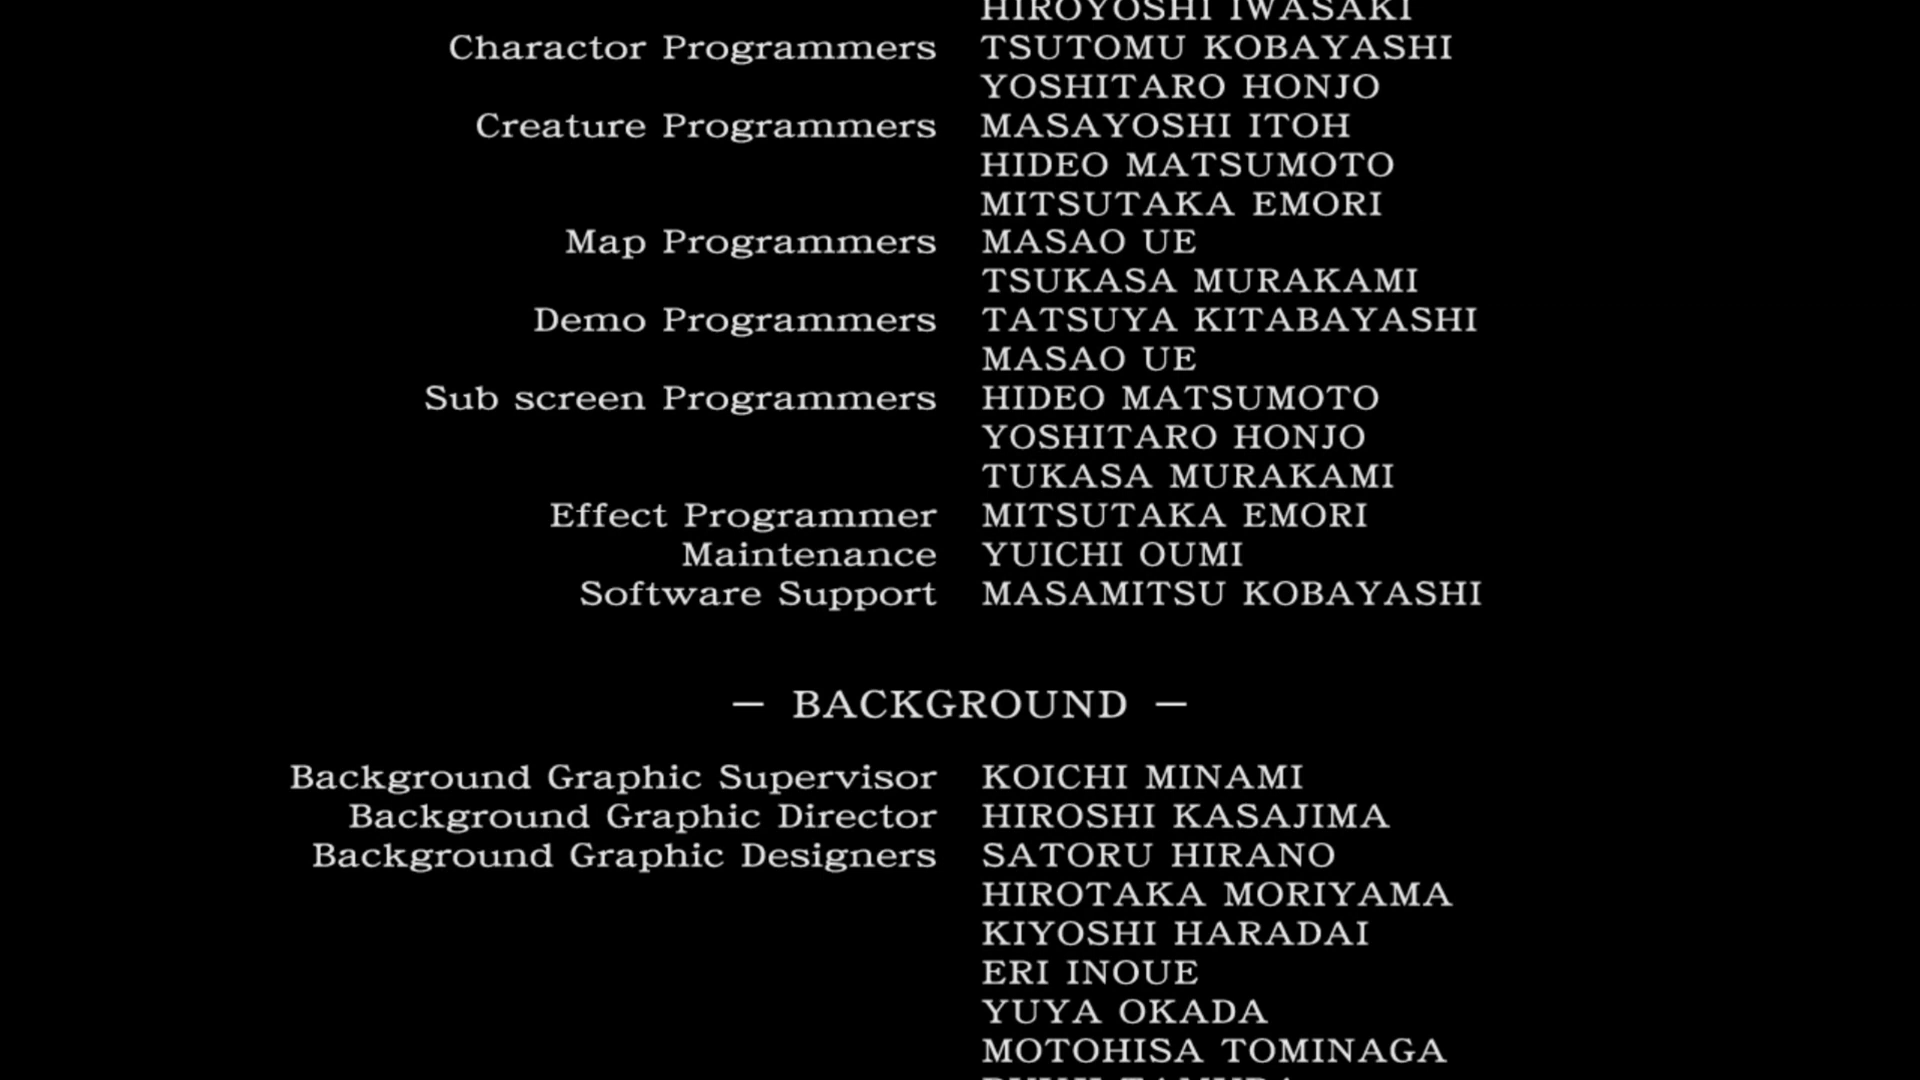 HIROYOSHI IWASAKI
Charactor Programmers TSUTOMU KOBAYASHI
YOSHITARO HONJO
Creature Programmers MASAYOSHI ITOH
HIDEO MATSUMOTO
MITSUTAKA EMORI
Map Programmers MASAO UE
TSUKASA MURAKAMI
Demo Programmers TATSUYA KITABAYASHI
MASAO UE
Sub screen Programmers HIDEO MATSUMOTO
YOSHITARO HONJO
TUKASA MURAKAMI
Effect Programmer MITSUTAKA EMORI
Maintenance YUICHI OUMI
Software Support MASAMITSU KOBAYASHI
— BACKGROUND —
Background Graphic Supervisor KOICHI MINAMI
Background Graphic Director HIROSHI KASAJIMA
Background Graphic Designers SATORU HIRANO
HIROTAKA MORIYAMA
KIYOSHI HARADAI
ERI INOUE
YUYA OKADA
MOTOHISA TOMINAGA